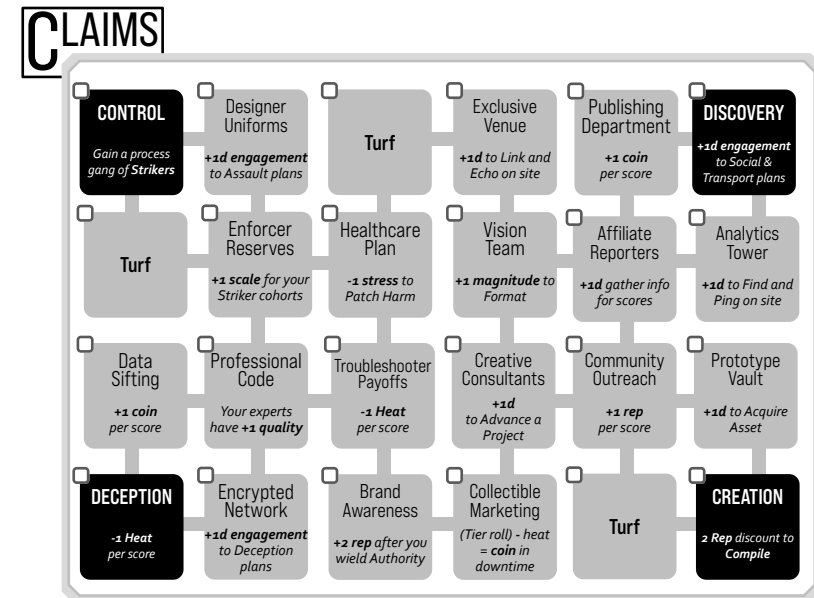 CLAIMS
CONTROL
Gain a process
gang of Strikers
Designer
Uniforms
+1d engagement
to Assault plans
Turf
Exclusive
Venue
+1d to Link and
Echo on site
Publishing
Department
+1 coin
per score
DISCOVERY
+1d engagement
to Social &
Transport plans
Turf
Enforcer
Reserves
+1 scale for your
Striker cohorts
Healthcare
Plan
-1 stress to
Patch Harm
Vision
Team
+1 magnitude to
Format
Affiliate
Reporters
+1d gather info
for scores
Analytics
Tower
+1d to Find and
Ping on site
Data
Sifting
+1 coin
per score
Professional
Code
Your experts
have +1 quality
Troubleshooter
Payoffs
-1 Heat
per score
Creative
Consultants
+1d
to Advance a
Project
Community
Outreach
+1 rep
per score
Prototype
Vault
+1d to Acquire
Asset
DECEPTION
-1 Heat
per score
Encrypted
Network
+1d engagement
to Deception
plans
Brand
Awareness
+2 rep after you
wield Authority
Collectible
Marketing
(Tier roll) - heat
= coin in
downtime
Turf
CREATION
2 Rep discount to
Compile